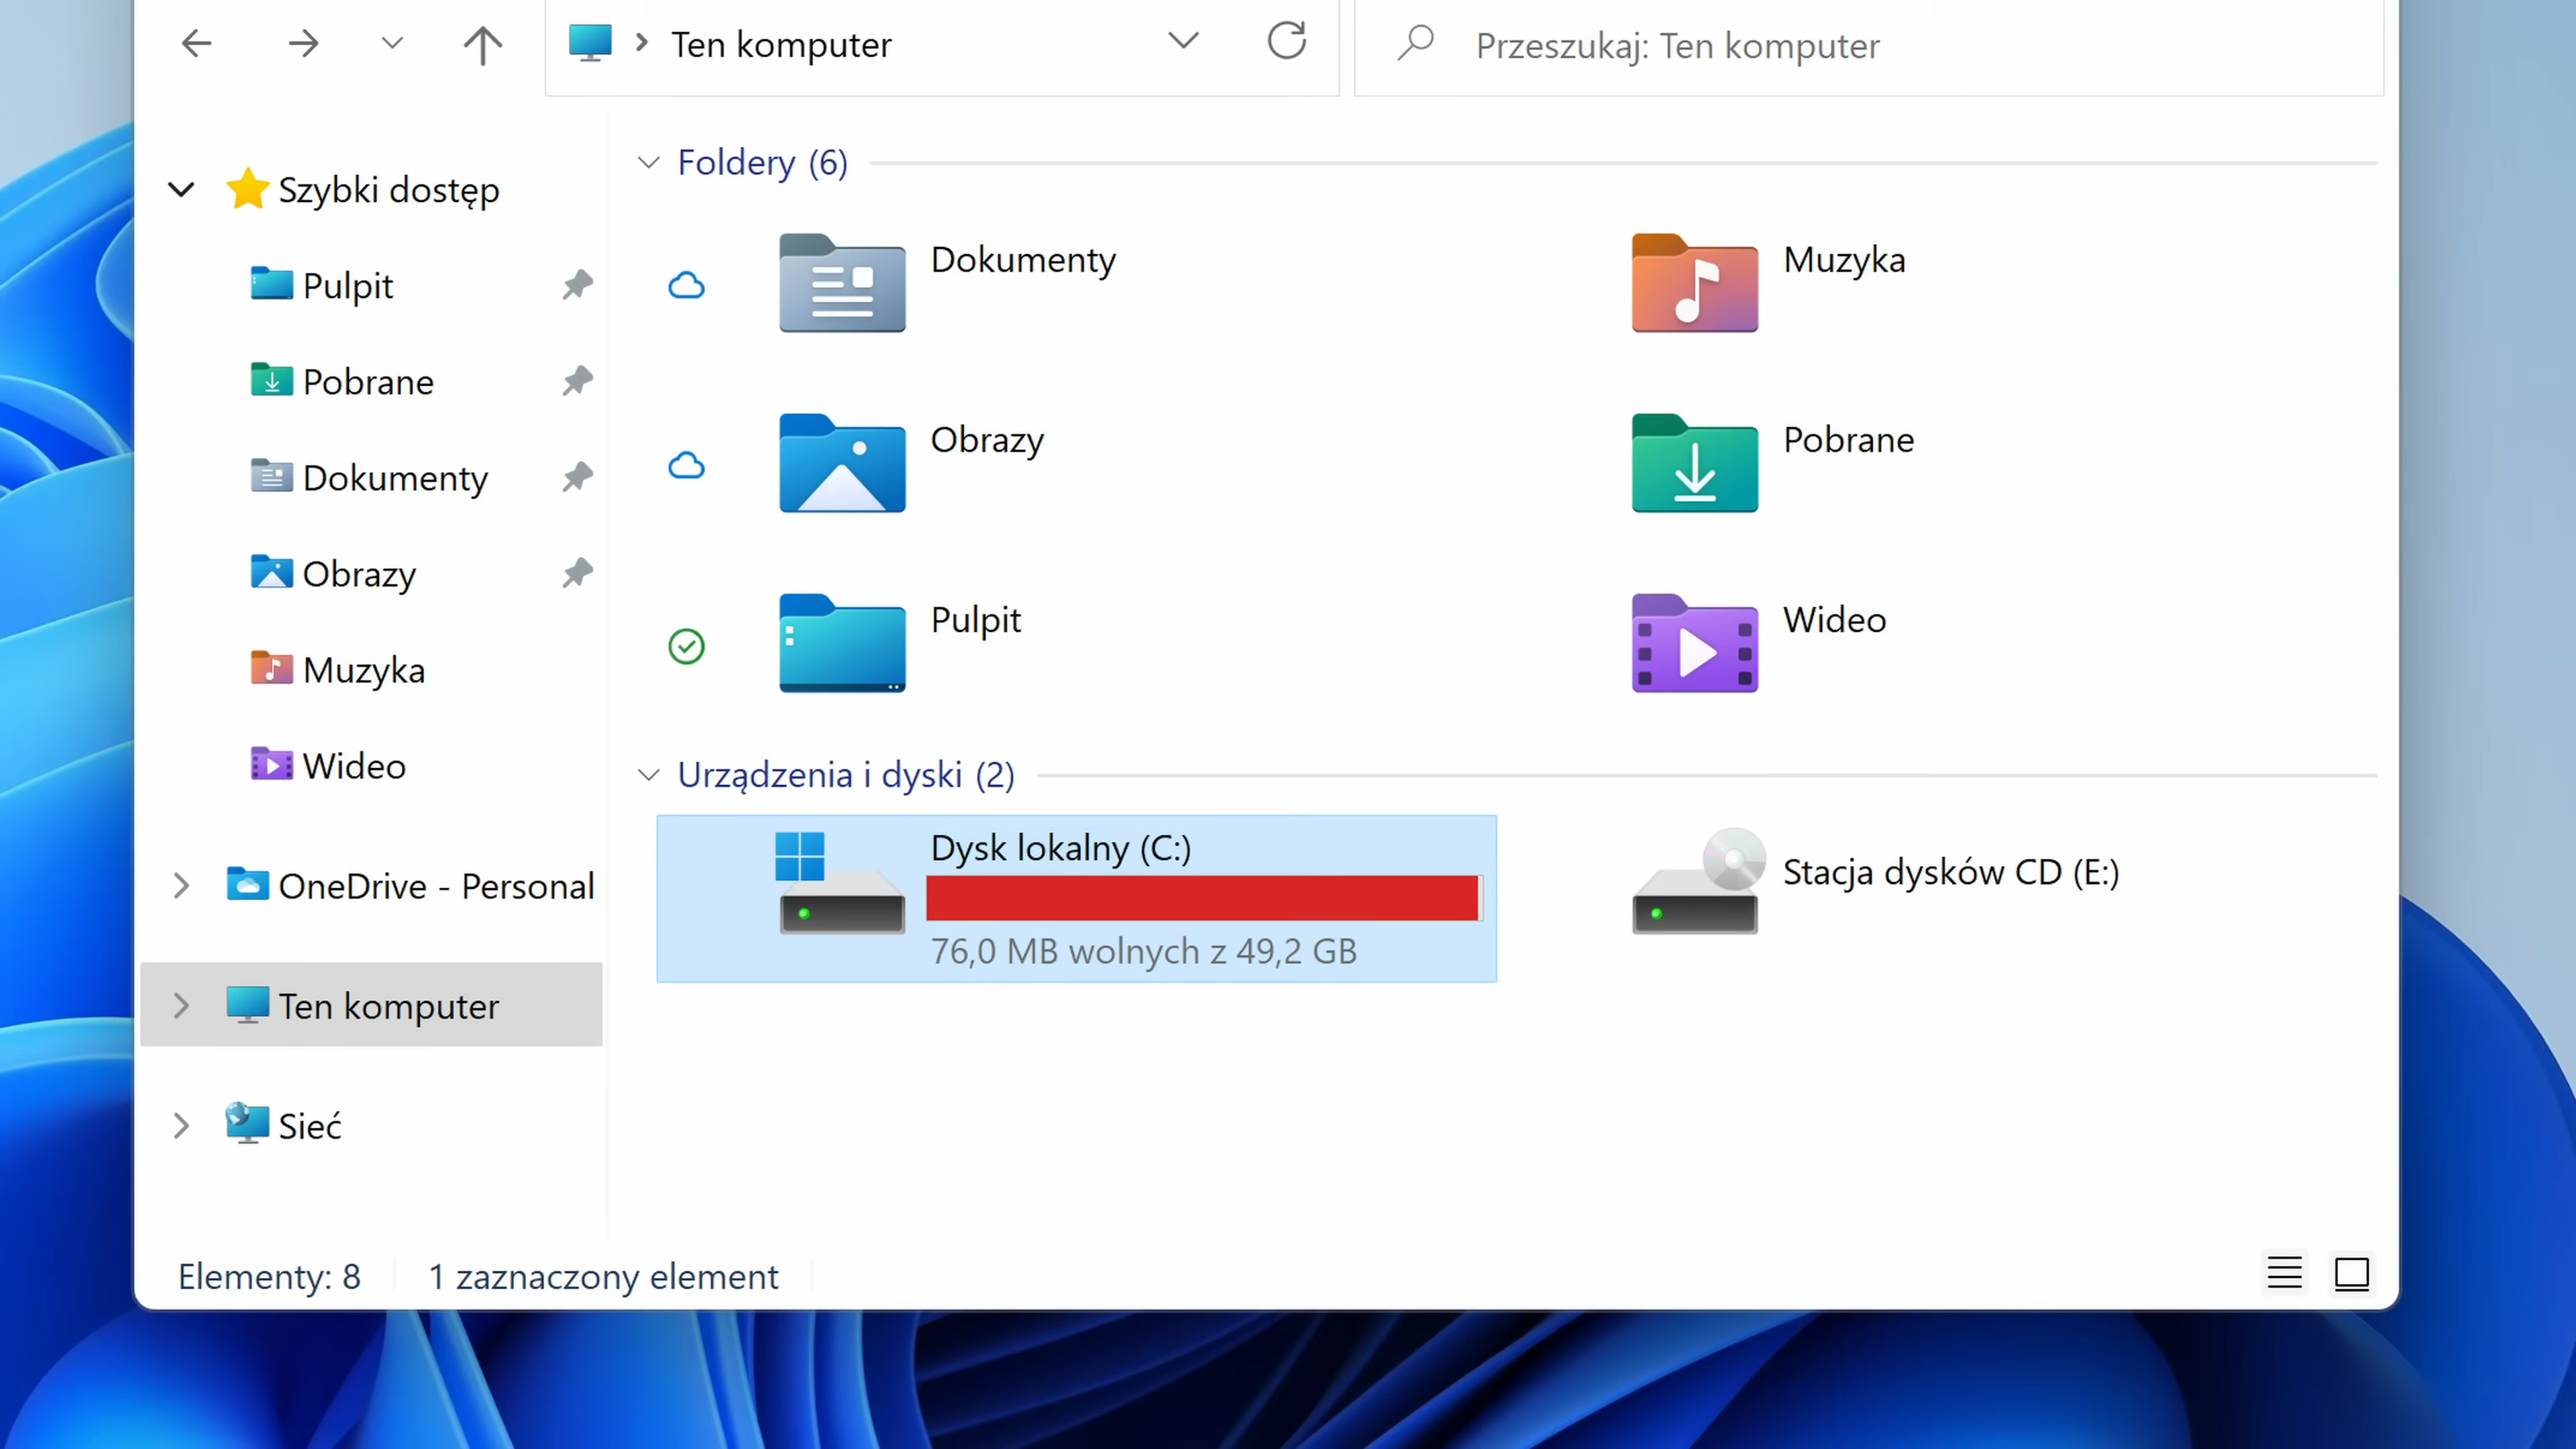 Ten komputer
Przeszukaj: Ten komputer
Szybki dostęp
Pulpit
Pobrane
Dokumenty
Obrazy
Muzyka
Wideo
OneDrive - Personal
Ten komputer
Sieć
Foldery (6)
Dokumenty
Muzyka
Obrazy
Pobrane
Pulpit
Wideo
Urządzenia i dyski (2)
Dysk lokalny (C:)
76,0 MB wolnych z 49,2 GB
Stacja dysków CD (E:)
Elementy: 8
1 zaznaczony element